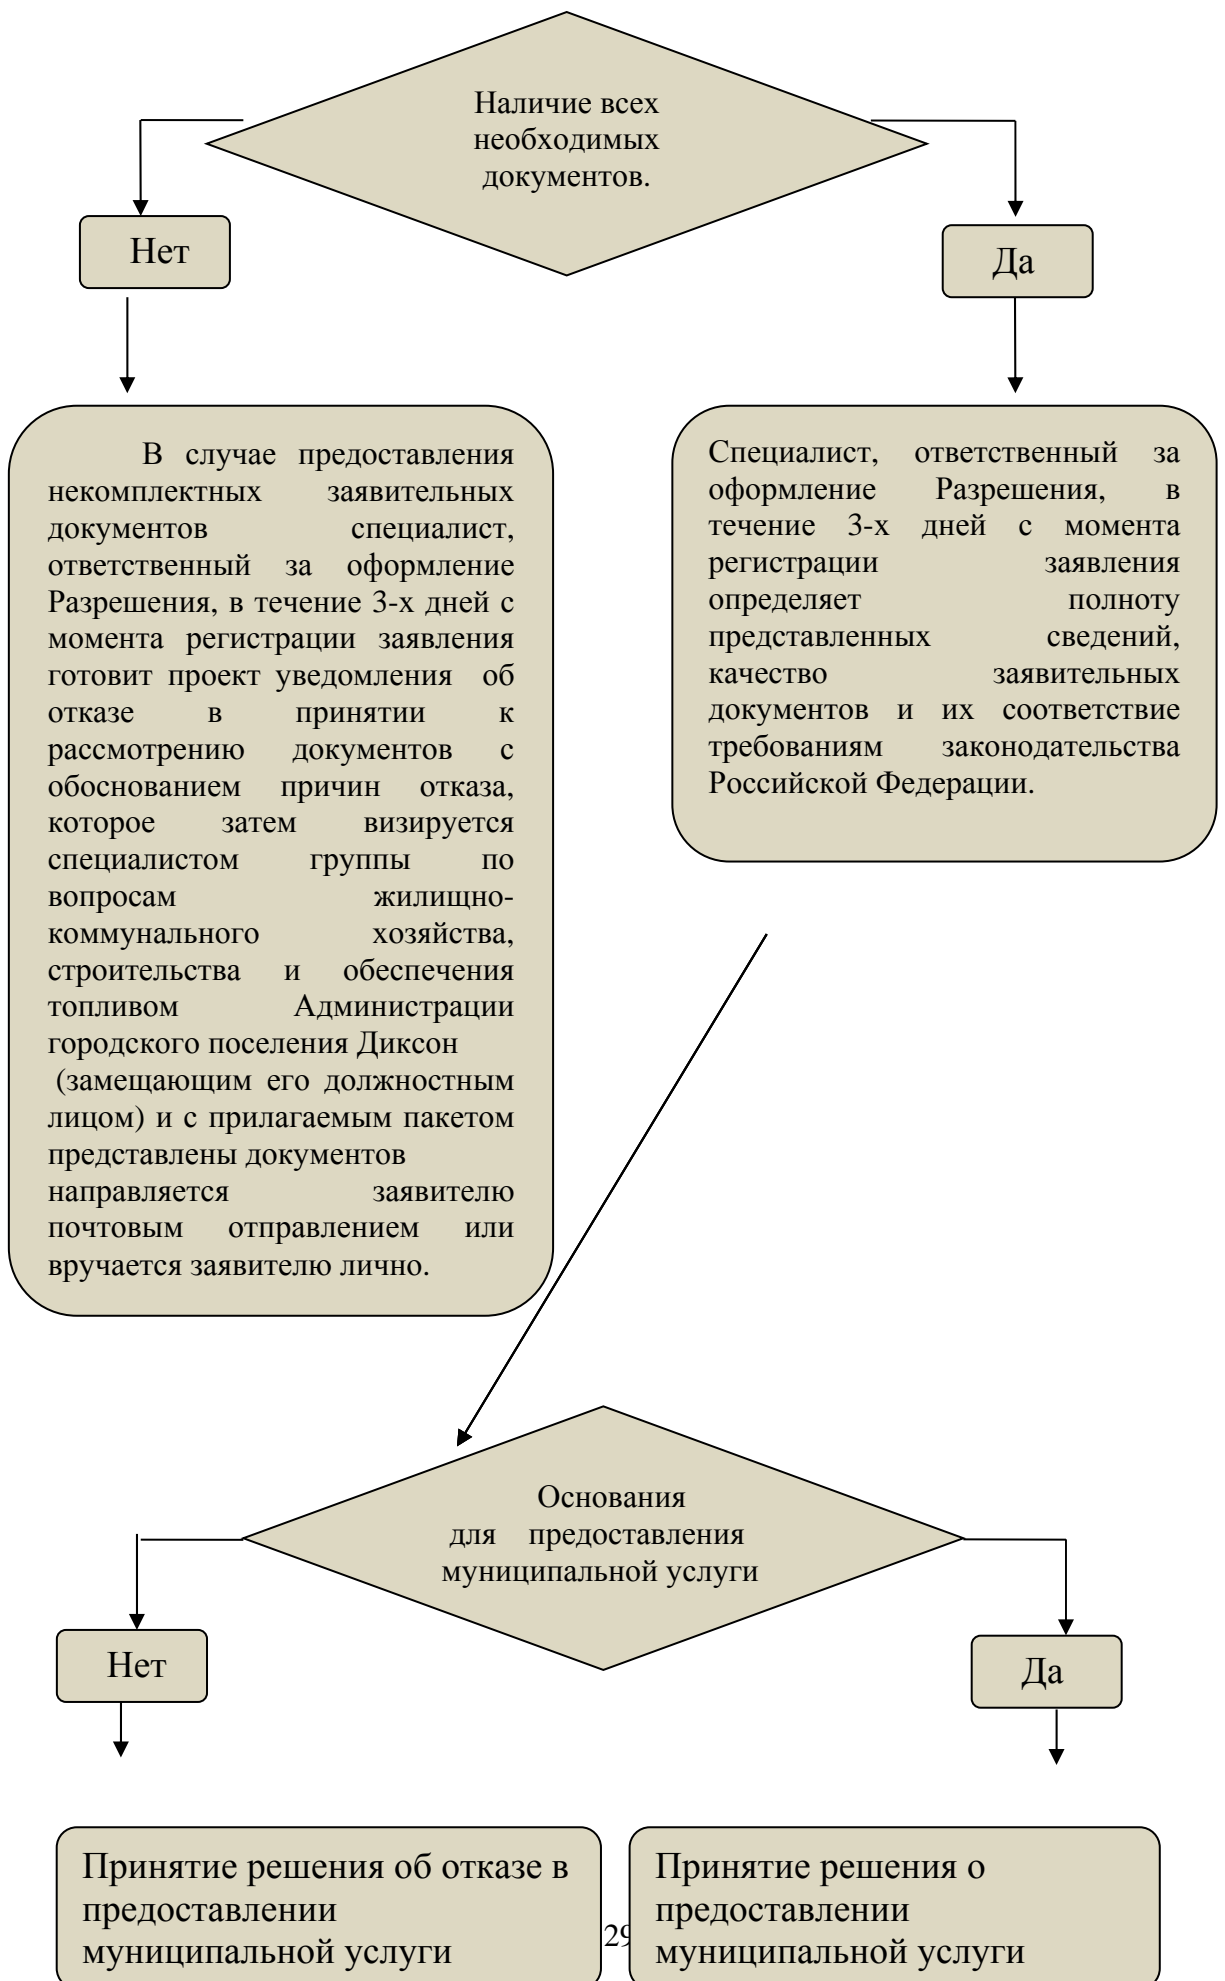 Наличие всех
необходимых
документов.
Нет
Да
В случае предоставления
некомплектных заявительных
документов специалист,
ответственный за оформление
Разрешения, в течение 3-х дней с
момента регистрации заявления
готовит проект уведомления об
отказе в принятии к
рассмотрению документов с
обоснованием причин отказа,
которое затем визируется
специалистом группы по
вопросам жилищно-
коммунального хозяйства,
строительства и обеспечения
топливом Администрации
городского поселения Диксон
(замещающим его должностным
лицом) и с прилагаемым пакетом
представлены документов
направляется заявителю
почтовым отправлением или
вручается заявителю лично.
Специалист, ответственный за
оформление Разрешения, в
течение 3-х дней с момента
регистрации заявления
определяет полноту
представленных сведений,
качество заявительных
документов и их соответствие
требованиям законодательства
Российской Федерации.
Основания
для предоставления
муниципальной услуги
Нет
Да
Принятие решения об отказе в
предоставлении
муниципальной услуги
29
Принятие решения о
предоставлении
муниципальной услуги